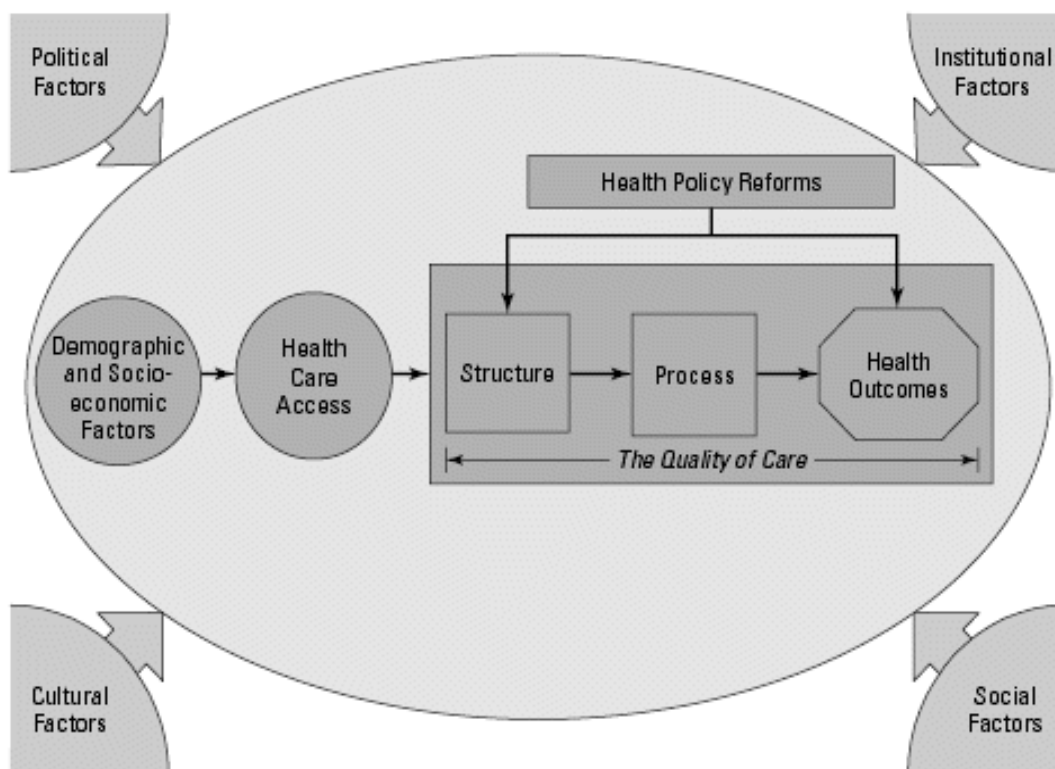 Political
Factors
Institutional
Factors
Health Policy Reforms
Demographic
and Socio-
economic
Factors
Health
Care
Access
Structure
Process
Health
Outcomes
The Quality of Care
Cultural
Factors
Social
Factors